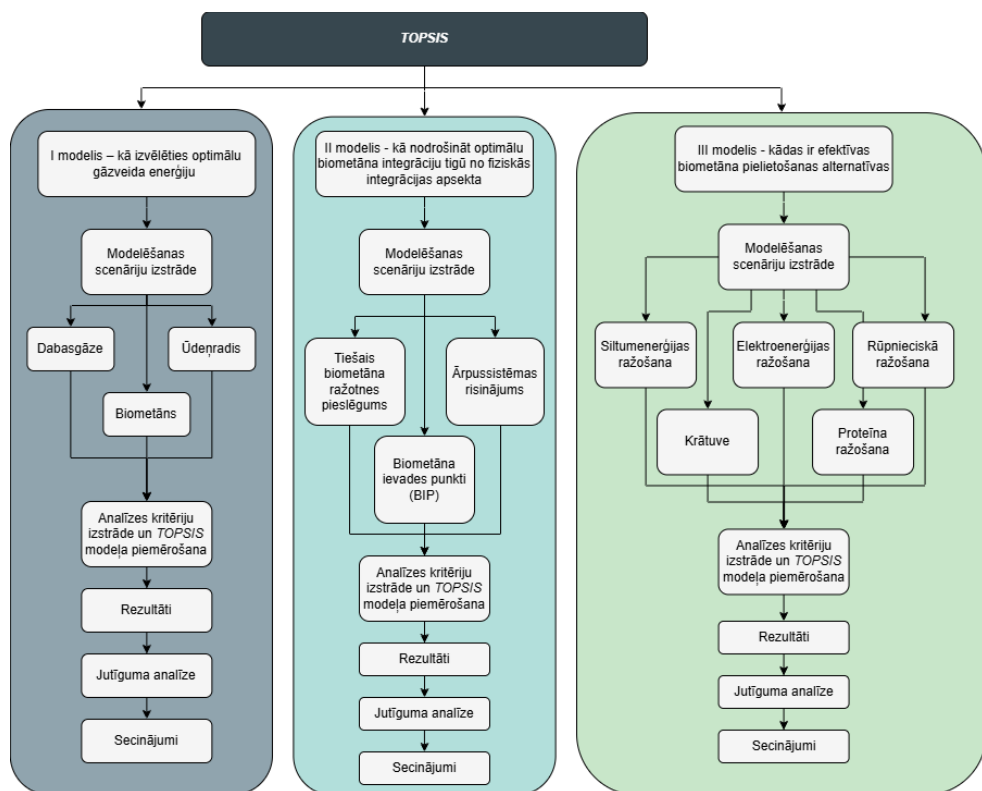 TOPSIS
I modelis – kā izvēlēties optimālu
gāzveida enerģiju
Modelēšanas
scenāriju izstrāde
Dabasgāze
Ūdeņradis
Biometāns
Analīzes kritēriju
izstrāde un TOPSIS
modeļa piemērošana
Rezultāti
Jutīguma analīze
Secinājumi
II modelis - kā nodrošināt optimālu
biometāna integrāciju tigū no fiziskās
integrācijas apsekta
Modelēšanas
scenāriju izstrāde
Tiešais
biometāna
ražotnes
pieslēgums
Ārpussistēmas
risinājums
Biometāna
ievades punkti
(BIP)
Analīzes kritēriju
izstrāde un TOPSIS
modeļa piemērošana
Rezultāti
Jutīguma analīze
Secinājumi
III modelis - kādas ir efektīvas
biometāna pielietošanas alternatīvas
Modelēšanas
scenāriju izstrāde
Siltumenerģijas
ražošana
Elektroenerģijas
ražošana
Rūpnieciskā
ražošana
Krātuve
Proteīna
ražošana
Analīzes kritēriju
izstrāde un TOPSIS
modeļa piemērošana
Rezultāti
Jutīguma analīze
Secinājumi